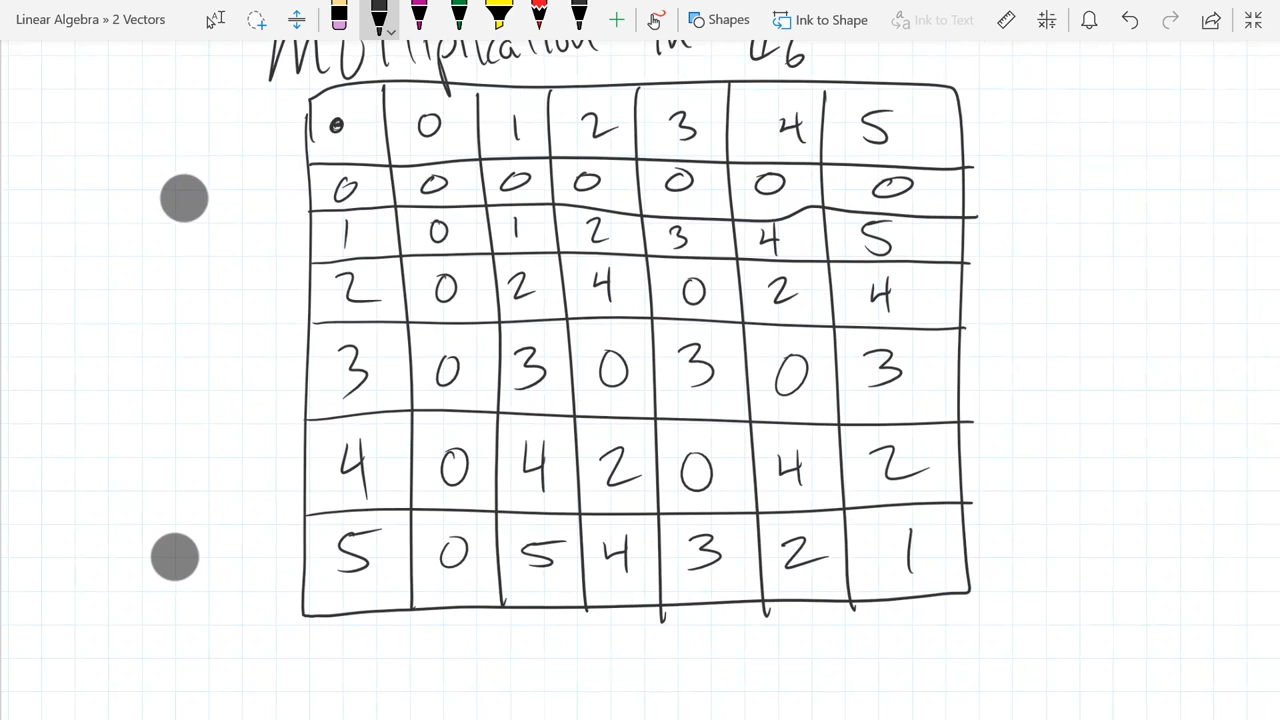 Linear Algebra » 2 Vectors
Shapes
Ink to Shape
Ink to Text
Multiplication in ℤ6
• 0 1 2 3 4 5
0 0 0 0 0 0 0
1 0 1 2 3 4 5
2 0 2 4 0 2 4
3 0 3 0 3 0 3
4 0 4 2 0 4 2
5 0 5 4 3 2 1